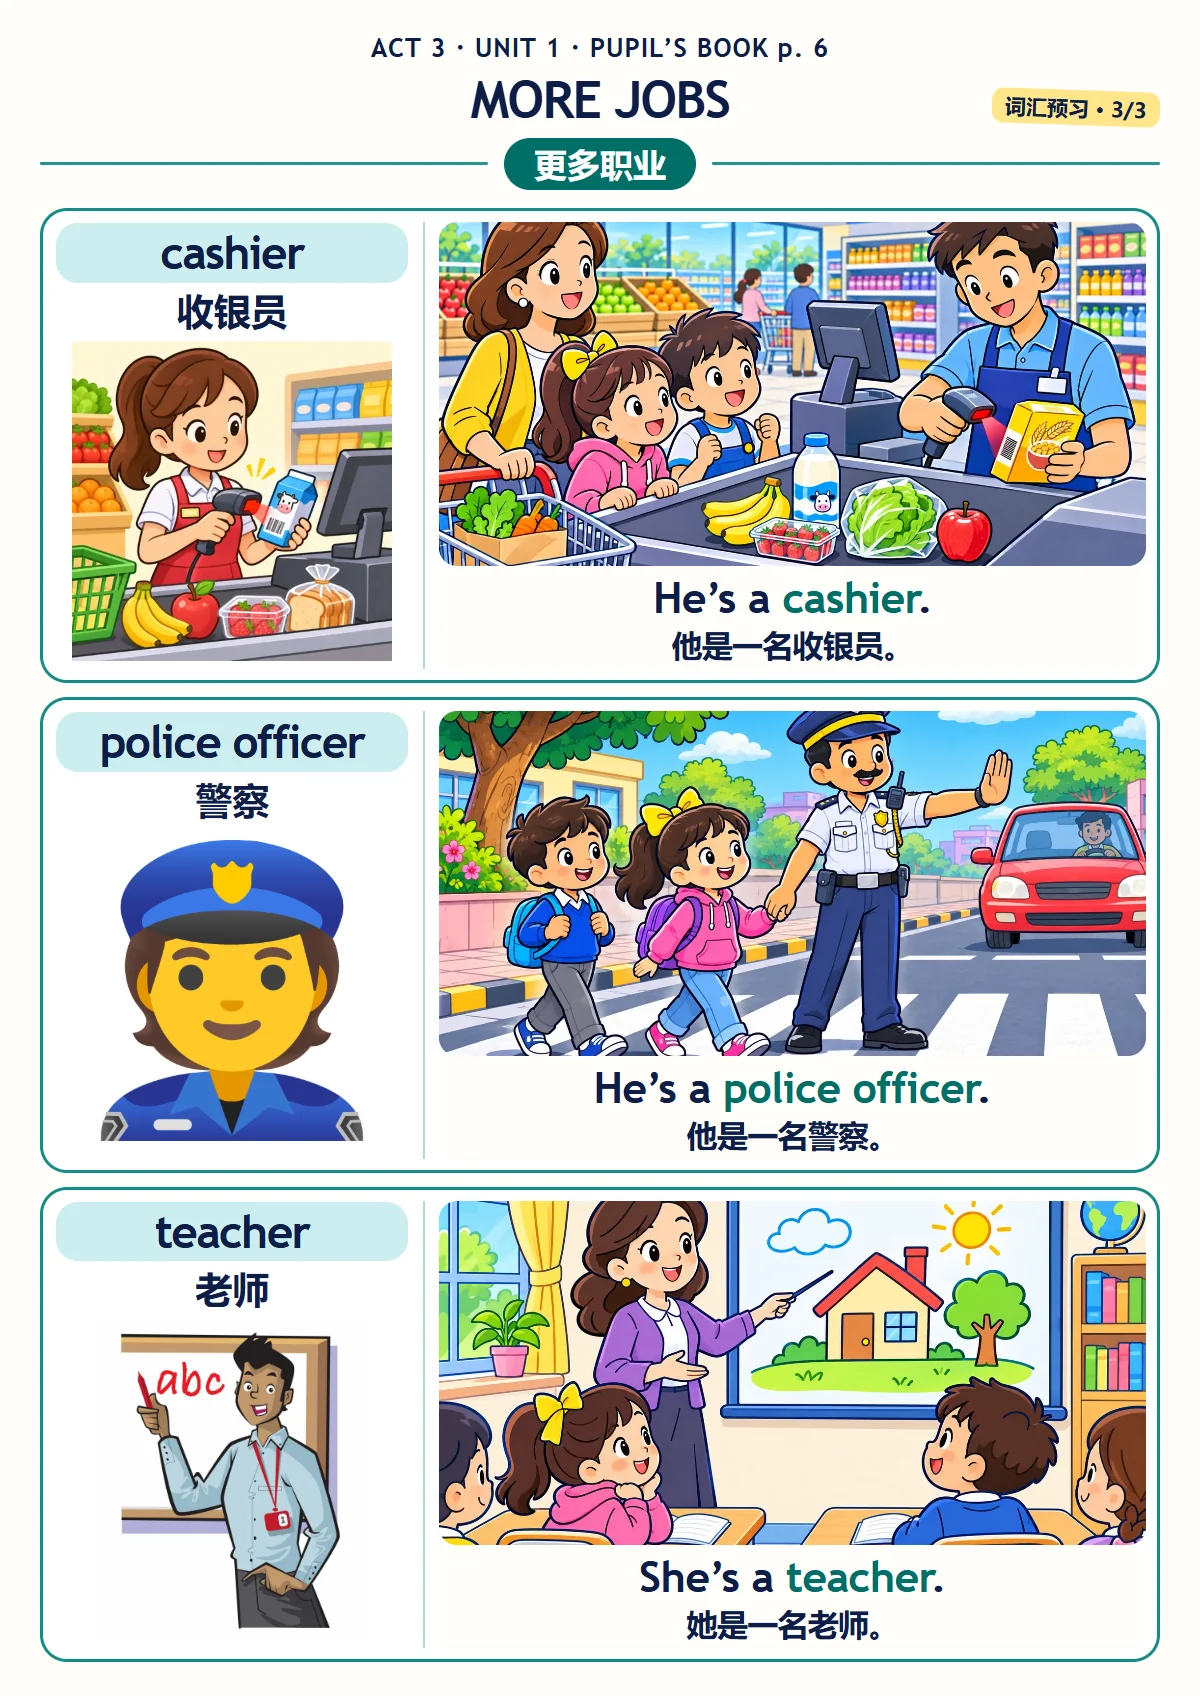 ACT 3 · UNIT 1 · PUPIL’S BOOK p. 6
MORE JOBS
词汇预习 • 3/3
更多职业
cashier
收银员
He’s a cashier.
他是一名收银员。
police officer
警察
He’s a police officer.
他是一名警察。
teacher
老师
abc
1
She’s a teacher.
她是一名老师。